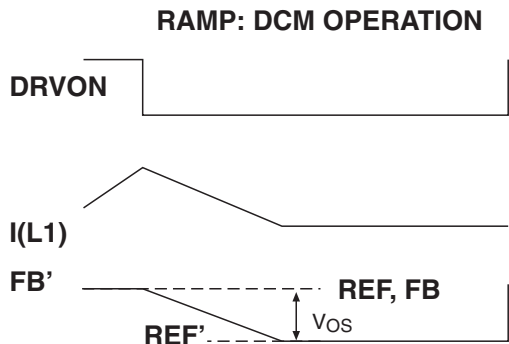 RAMP: DCM OPERATION
DRVON
I(L1)
FB’
REF, FB
VOS
REF’